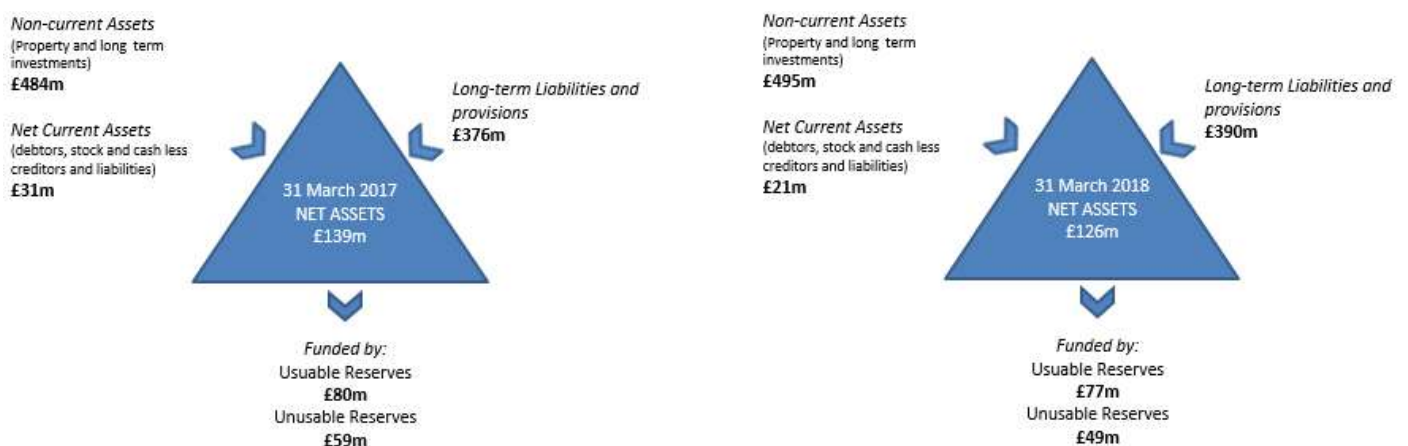 Non-current Assets
(Property and long term
investments)
£484m
Net Current Assets
(debtors, stock and cash less
creditors and liabilities)
£31m
Long-term Liabilities and
provisions
£376m
31 March 2017
NET ASSETS
£139m
Funded by:
Usuable Reserves
£80m
Unusable Reserves
£59m
Non-current Assets
(Property and long term
investments)
£495m
Net Current Assets
(debtors, stock and cash less
creditors and liabilities)
£21m
Long-term Liabilities and
provisions
£390m
31 March 2018
NET ASSETS
£126m
Funded by:
Usuable Reserves
£77m
Unusable Reserves
£49m